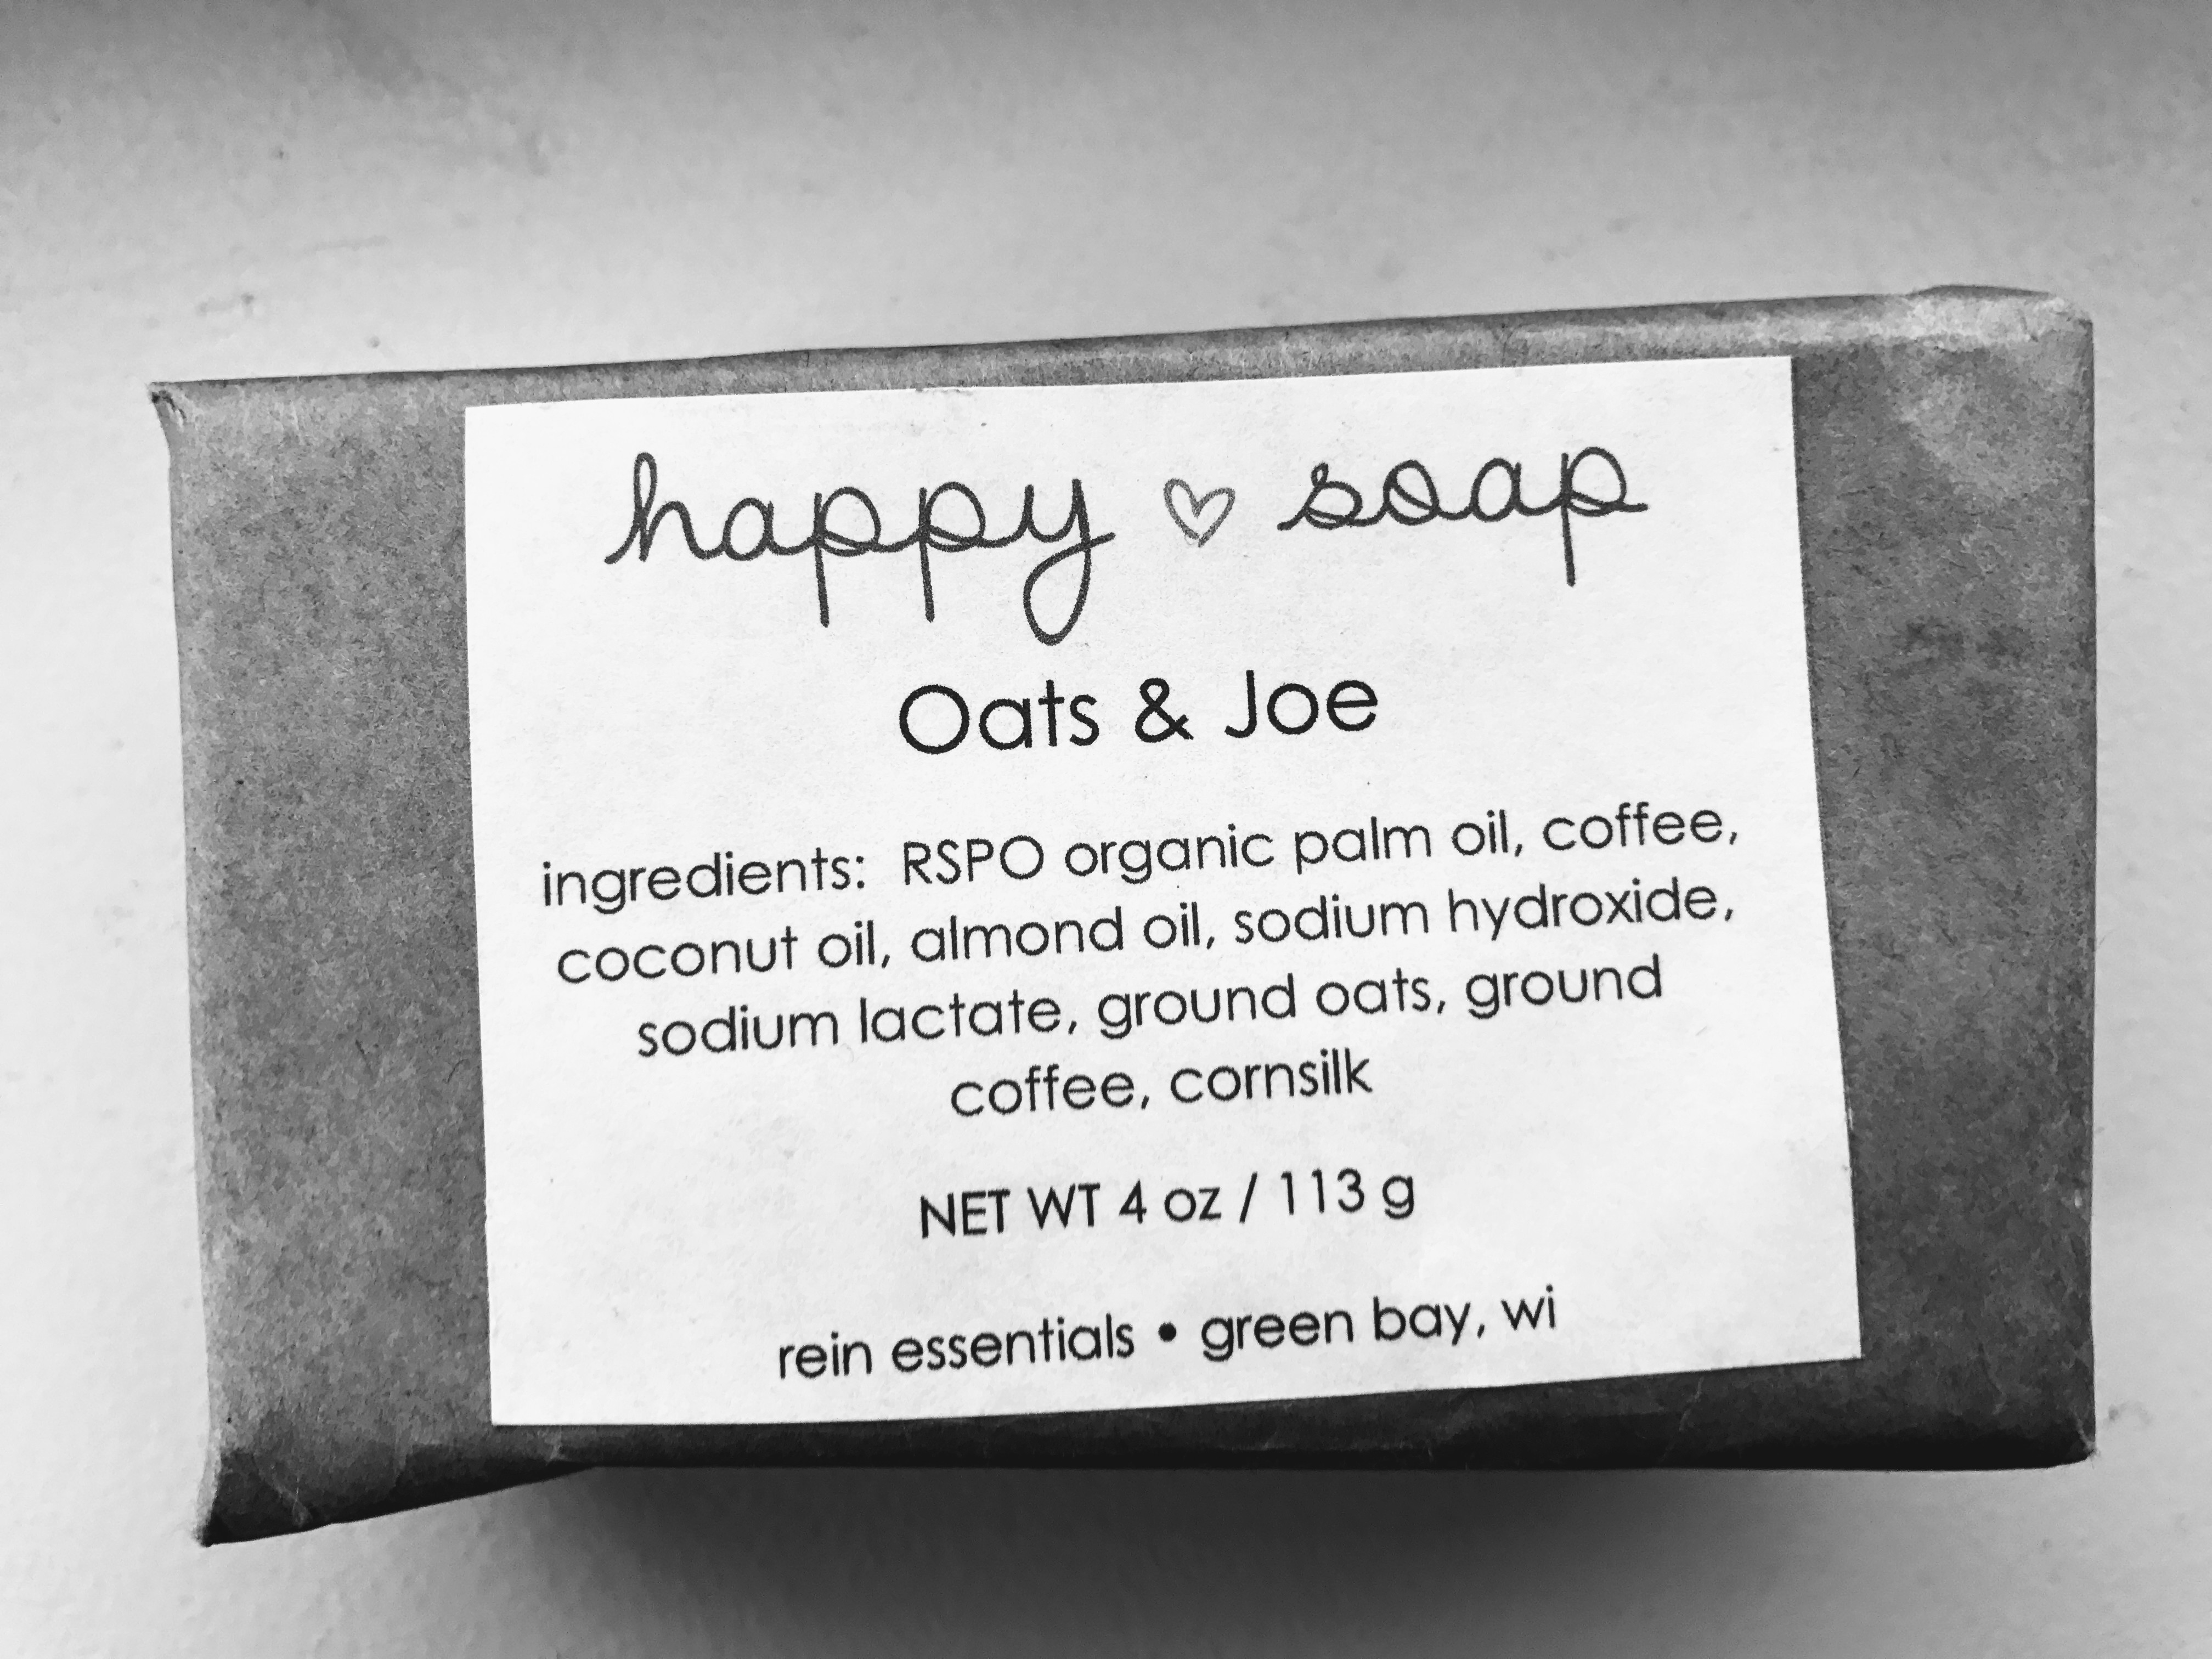 happy ♡ soap
Oats & Joe
ingredients: RSPO organic palm oil, coffee,
coconut oil, almond oil, sodium hydroxide,
sodium lactate, ground oats, ground
coffee, cornsilk
NET WT 4 oz / 113 g
rein essentials • green bay, wi